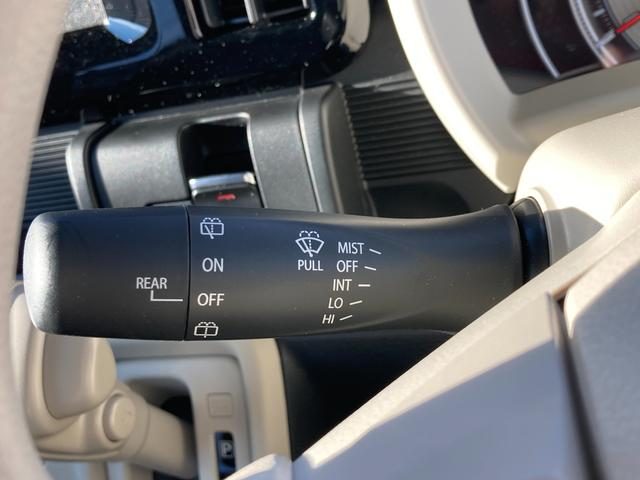 REAR
ON
OFF
PULL
MIST
OFF
INT
LO
HI
P